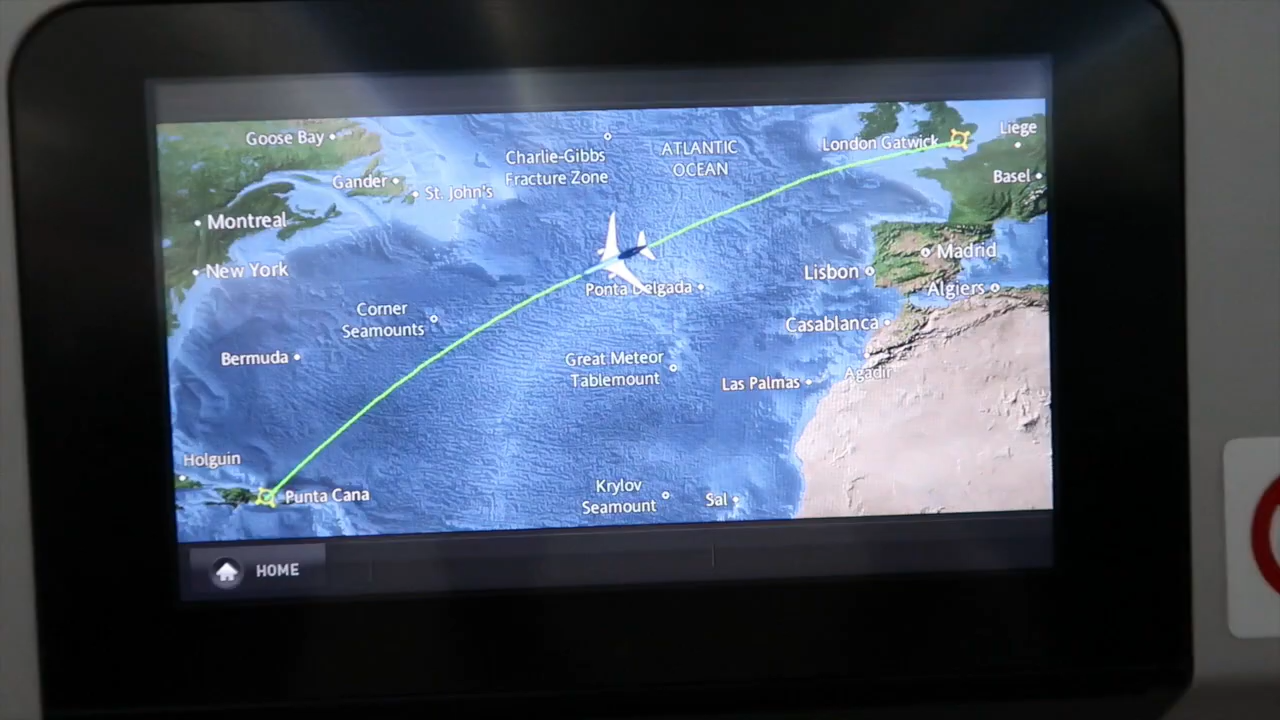 Goose Bay
Charlie-Gibbs
Fracture Zone
ATLANTIC
OCEAN
London Gatwick
Liege
Gander
St. John's
Basel
Montreal
New York
Madrid
Lisbon
Algiers
Ponta Delgada
Corner
Seamounts
Casablanca
Bermuda
Great Meteor
Tablemount
Las Palmas
Agadir
Holguin
Punta Cana
Krylov
Seamount
Sal
HOME